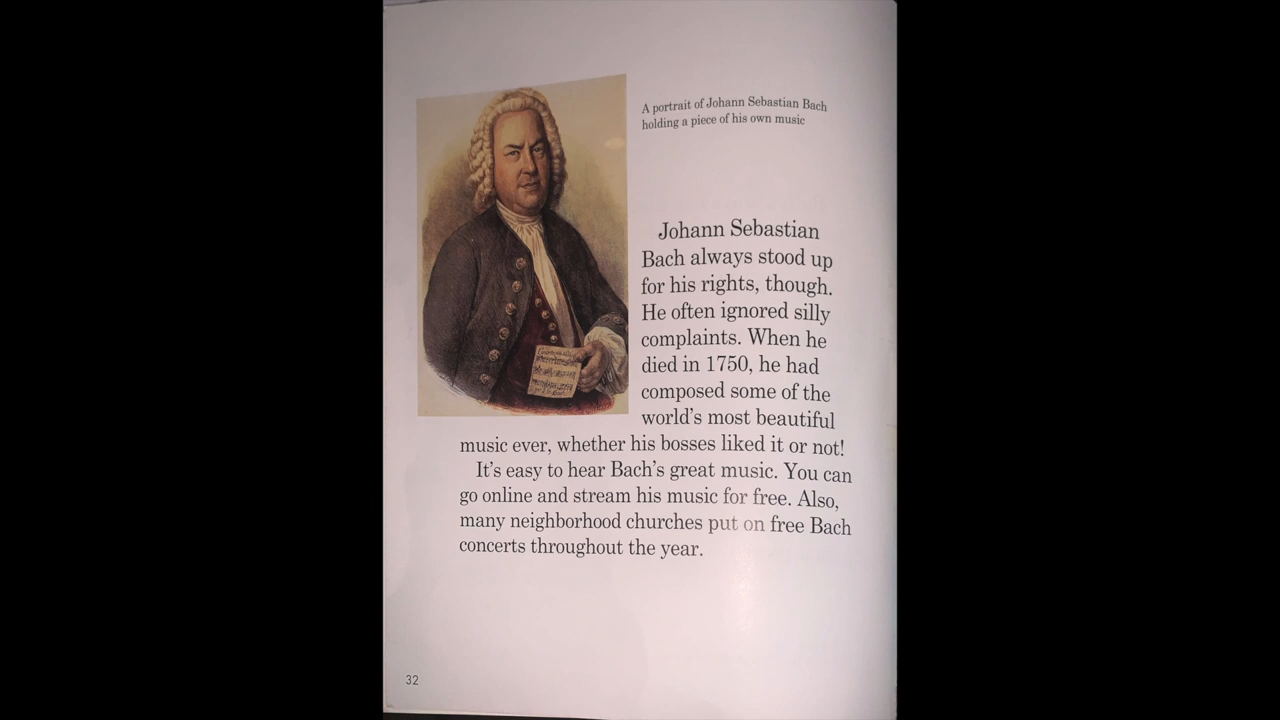 A portrait of Johann Sebastian Bach
holding a piece of his own music
Johann Sebastian
Bach always stood up
for his rights, though.
He often ignored silly
complaints. When he
died in 1750, he had
composed some of the
world's most beautiful
music ever, whether his bosses liked it or not!
It's easy to hear Bach's great music. You can
go online and stream his music for free. Also,
many neighborhood churches put on free Bach
concerts throughout the year.
32